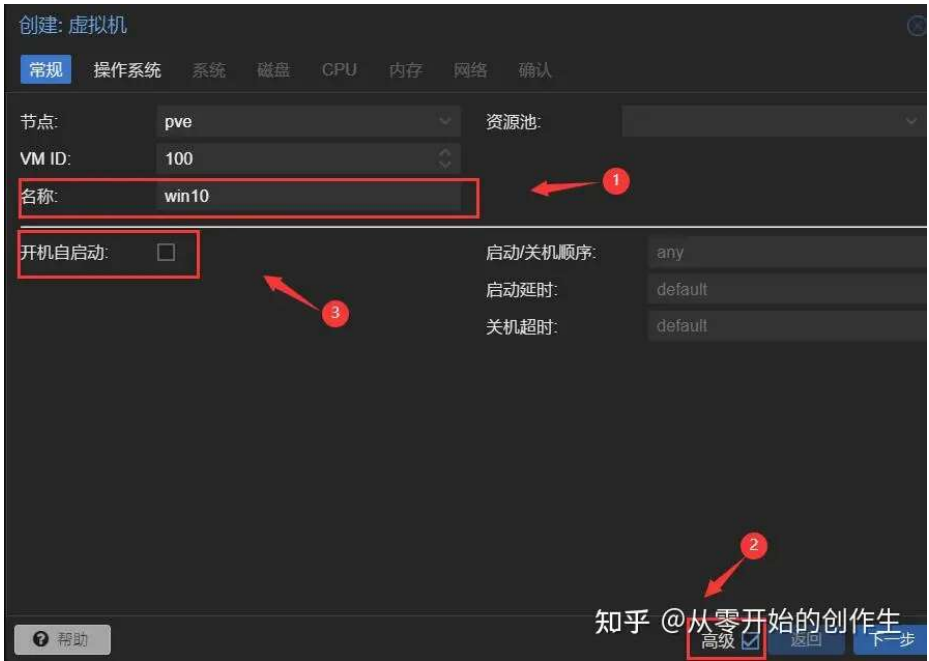 创建: 虚拟机
常规 操作系统 系统 磁盘 CPU 内存 网络 确认
节点: pve 资源池:
VM ID: 100
名称: win10 1
开机自启动: 启动/关机顺序: any
启动延时: default
3
关机超时: default
2
知乎 @从零开始的创作生
帮助 高级 返回 下一步